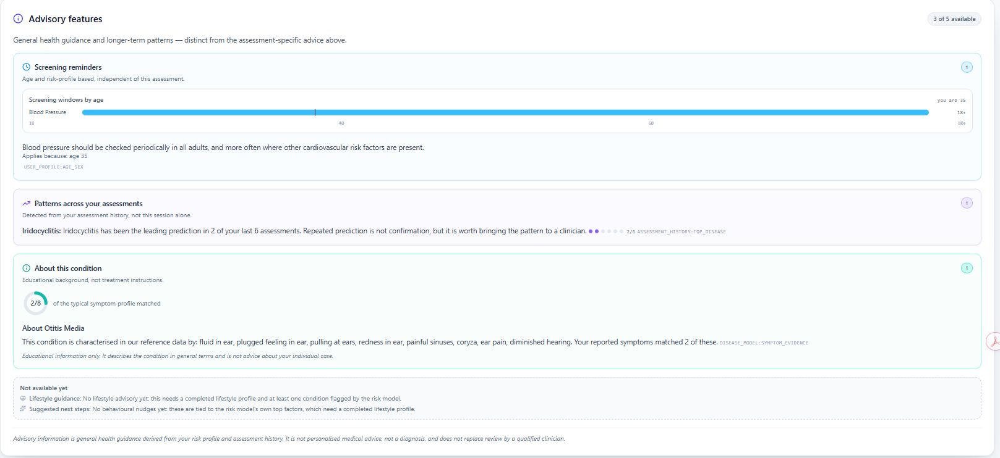 Advisory features
3 of 5 available
General health guidance and longer-term patterns — distinct from the assessment-specific advice above.
Screening reminders
1
Age and risk-profile based, independent of this assessment.
Screening windows by age
you are 35
Blood Pressure
18+
18 40 60 80+
Blood pressure should be checked periodically in all adults, and more often where other cardiovascular risk factors are present.
Applies because: age 35
USER_PROFILE:AGE_SEX
Patterns across your assessments
1
Detected from your assessment history, not this session alone.
Iridocyclitis: Iridocyclitis has been the leading prediction in 2 of your last 6 assessments. Repeated prediction is not confirmation, but it is worth bringing the pattern to a clinician. 2/6 ASSESSMENT_HISTORY:TOP_DISEASE
About this condition
1
Educational background, not treatment instructions.
2/8 of the typical symptom profile matched
About Otitis Media
This condition is characterised in our reference data by: fluid in ear, plugged feeling in ear, pulling at ears, redness in ear, painful sinuses, coryza, ear pain, diminished hearing. Your reported symptoms matched 2 of these. DISEASE_MODEL:SYMPTOM_EVIDENCE
Educational information only. It describes the condition in general terms and is not advice about your individual case.
Not available yet
Lifestyle guidance: No lifestyle advisory yet: this needs a completed lifestyle profile and at least one condition flagged by the risk model.
Suggested next steps: No behavioural nudges yet: these are tied to the risk model's own top factors, which need a completed lifestyle profile.
Advisory information is general health guidance derived from your risk profile and assessment history. It is not personalised medical advice, not a diagnosis, and does not replace review by a qualified clinician.